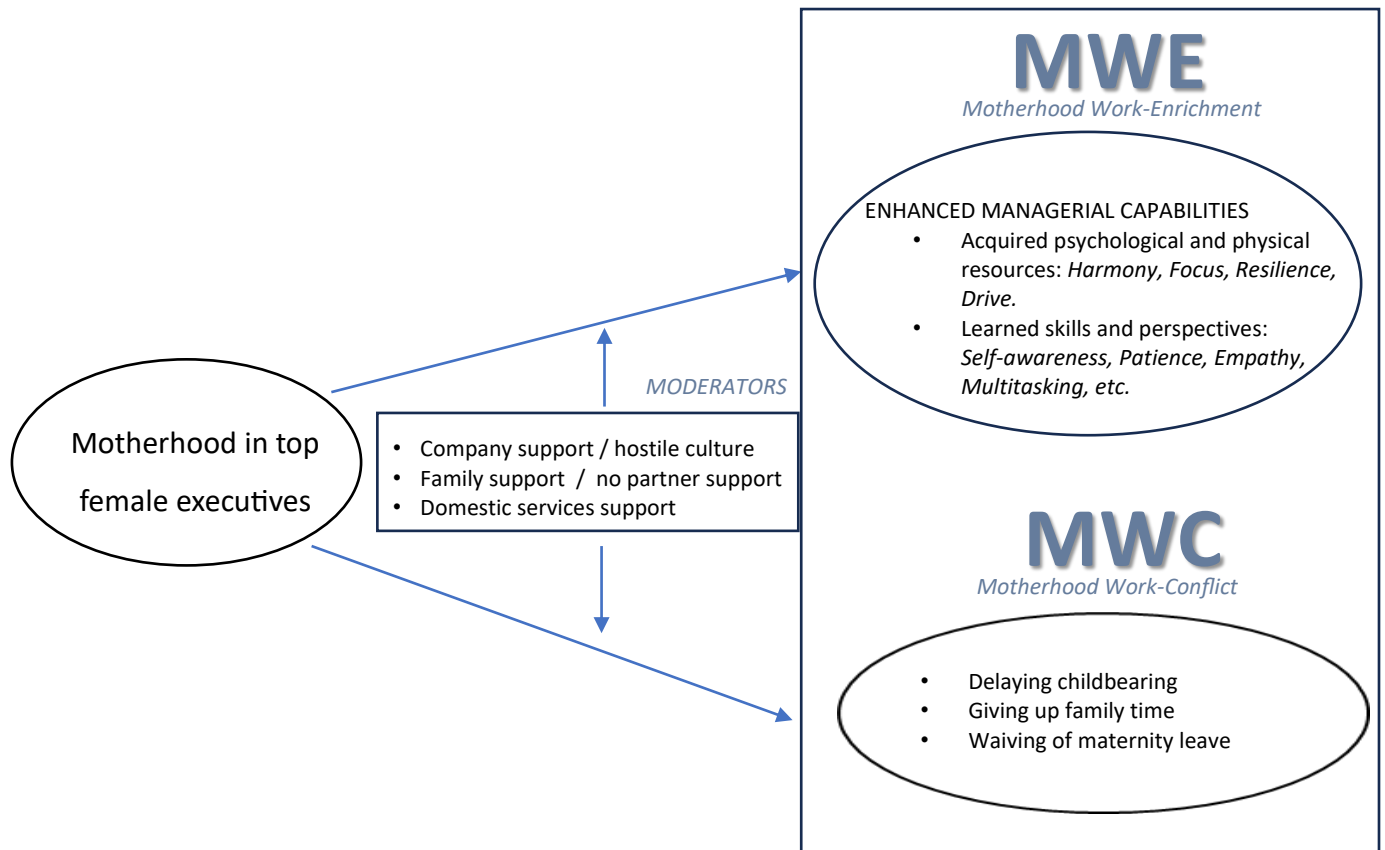 MWE
Motherhood Work-Enrichment
ENHANCED MANAGERIAL CAPABILITIES
• Acquired psychological and physical
resources: Harmony, Focus, Resilience,
Drive.
• Learned skills and perspectives:
Self-awareness, Patience, Empathy,
Multitasking, etc.
MODERATORS
Motherhood in top
female executives
• Company support / hostile culture
• Family support / no partner support
• Domestic services support
MWC
Motherhood Work-Conflict
• Delaying childbearing
• Giving up family time
• Waiving of maternity leave